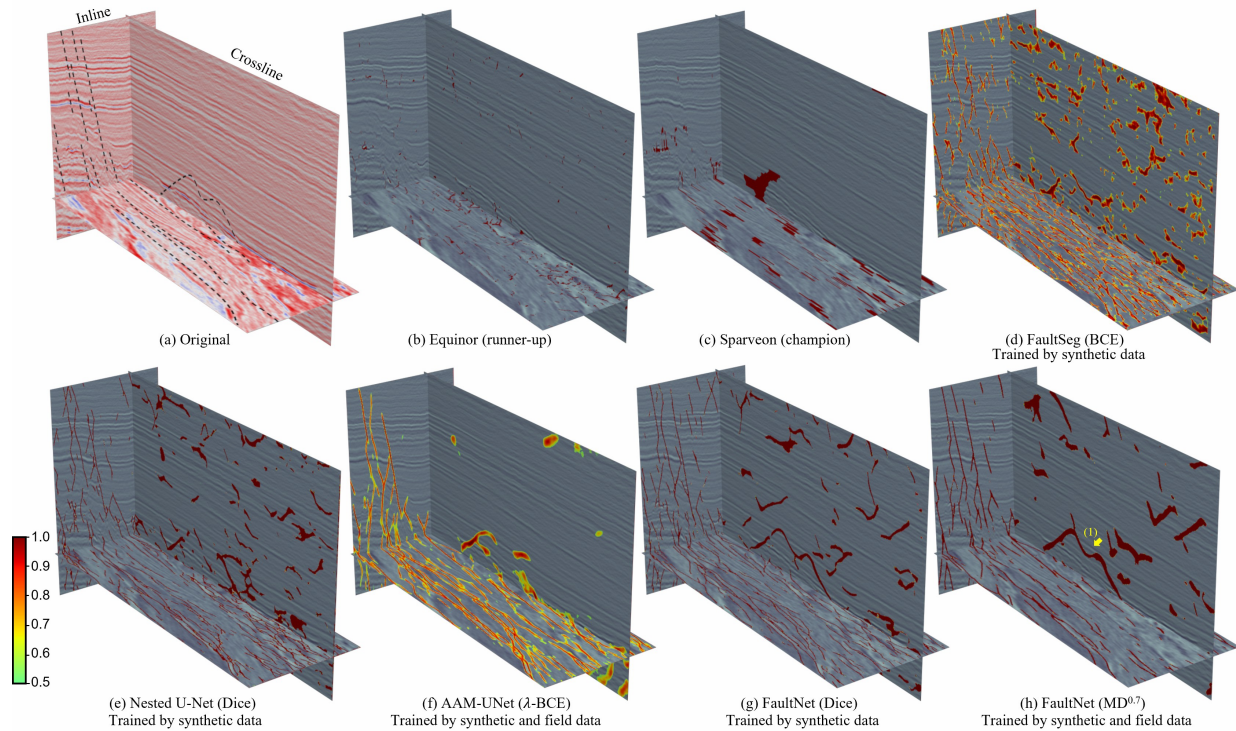 Inline
Crossline
(a) Original
(b) Equinor (runner-up)
(c) Sparveon (champion)
(d) FaultSeg (BCE)
Trained by synthetic data
1.0
0.9
0.8
0.7
0.6
0.5
(1)
(e) Nested U-Net (Dice)
Trained by synthetic data
(f) AAM-UNet (λ-BCE)
Trained by synthetic and field data
(g) FaultNet (Dice)
Trained by synthetic data
(h) FaultNet (MD^0.7)
Trained by synthetic and field data